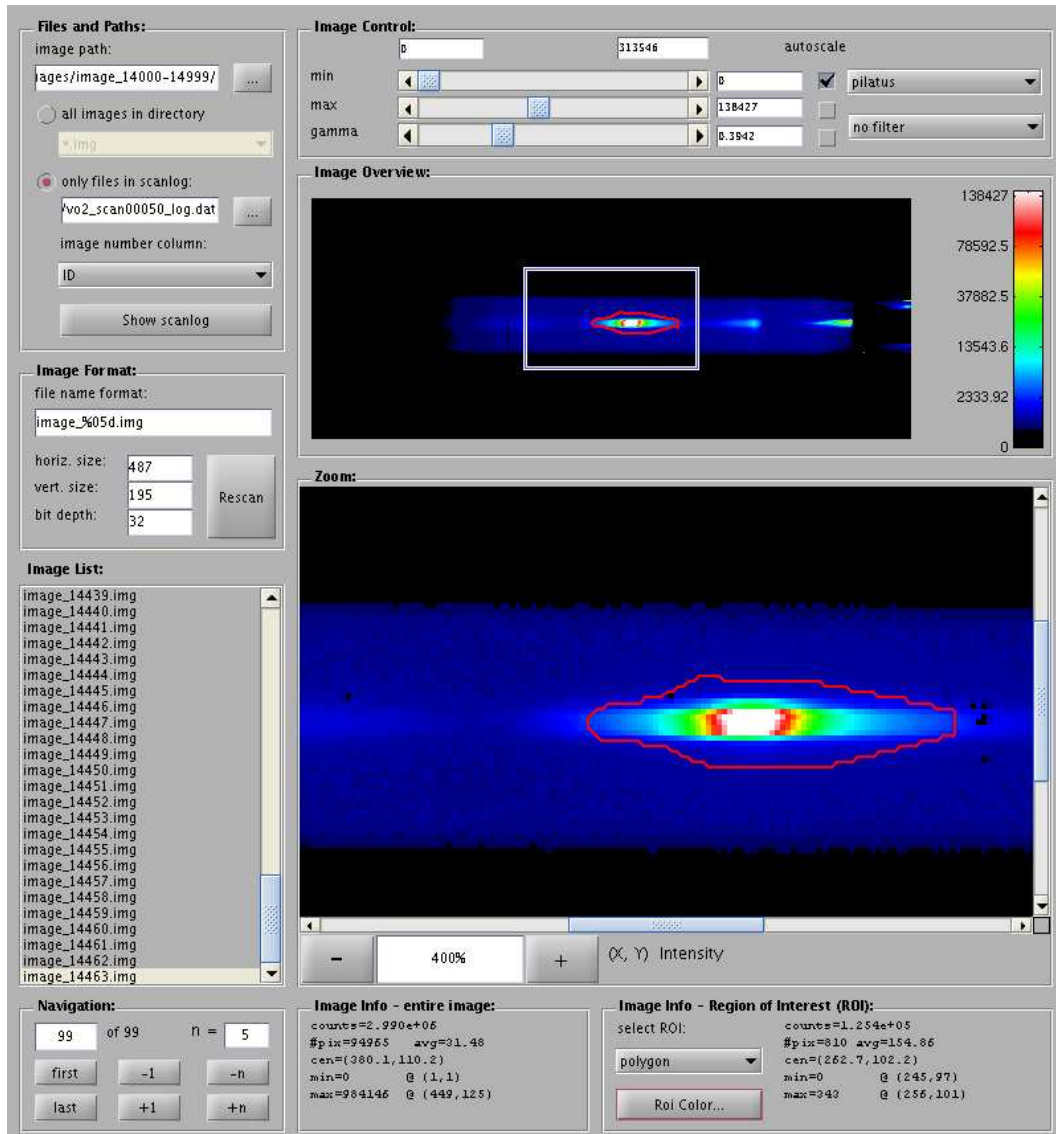 Files and Paths:
image path:
ıages/image_14000-14999/
...
all images in directory
*.img
only files in scanlog:
/vo2_scan00050_log.dat
...
image number column:
ID
Show scanlog
Image Format:
file name format:
image_%05d.img
horiz. size:
487
vert. size:
195
bit depth:
32
Rescan
Image List:
image_14439.img
image_14440.img
image_14441.img
image_14442.img
image_14443.img
image_14444.img
image_14445.img
image_14446.img
image_14447.img
image_14448.img
image_14449.img
image_14450.img
image_14451.img
image_14452.img
image_14453.img
image_14454.img
image_14455.img
image_14456.img
image_14457.img
image_14458.img
image_14459.img
image_14460.img
image_14461.img
image_14462.img
image_14463.img
Navigation:
99 of 99 n = 5
first -1 -n
last +1 +n
Image Control:
0 313546 autoscale
min 0 pilatus
max 138427
gamma 0.3942 no filter
Image Overview:
138427
78592.5
37882.5
13543.6
2333.92
0
Zoom:
- 400% + (X, Y) Intensity
Image Info - entire image:
counts=2.990e+06
#pix=94965 avg=31.48
cen=(380.1,110.2)
min=0 @ (1,1)
max=984146 @ (449,125)
Image Info - Region of Interest (ROI):
select ROI:
polygon
Roi Color...
counts=1.254e+05
#pix=810 avg=154.86
cen=(262.7,102.2)
min=0 @ (245,97)
max=343 @ (256,101)